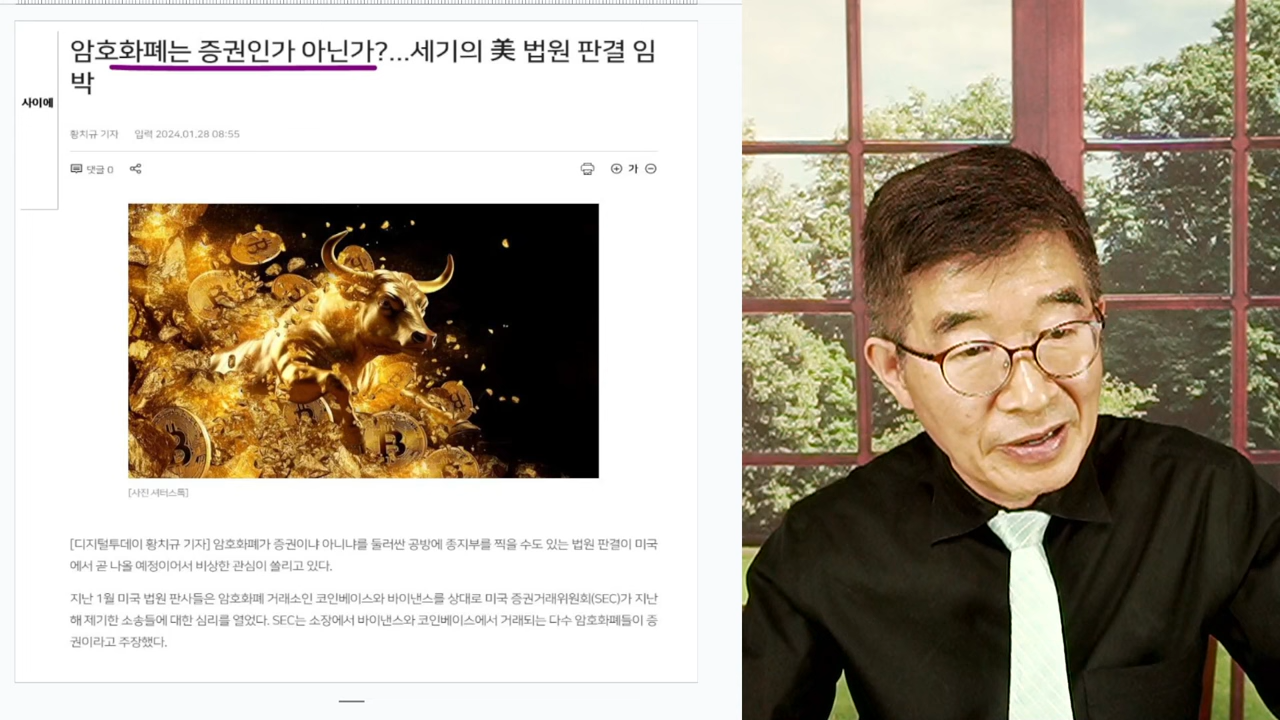 암호화폐는 증권인가 아닌가?...세기의 美 법원 판결 임
박
사이에
황치규 기자 입력 2024.01.28 08:55
댓글 0
가
[사진 셔터스톡]
[디지털투데이 황치규 기자] 암호화폐가 증권이냐 아니냐를 둘러싼 공방에 종지부를 찍을 수도 있는 법원 판결이 미국
에서 곧 나올 예정이어서 비상한 관심이 쏠리고 있다.
지난 1월 미국 법원 판사들은 암호화폐 거래소인 코인베이스와 바이낸스를 상대로 미국 증권거래위원회(SEC)가 지난
해 제기한 소송들에 대한 심리를 열었다. SEC는 소장에서 바이낸스와 코인베이스에서 거래되는 다수 암호화폐들이 증
권이라고 주장했다.